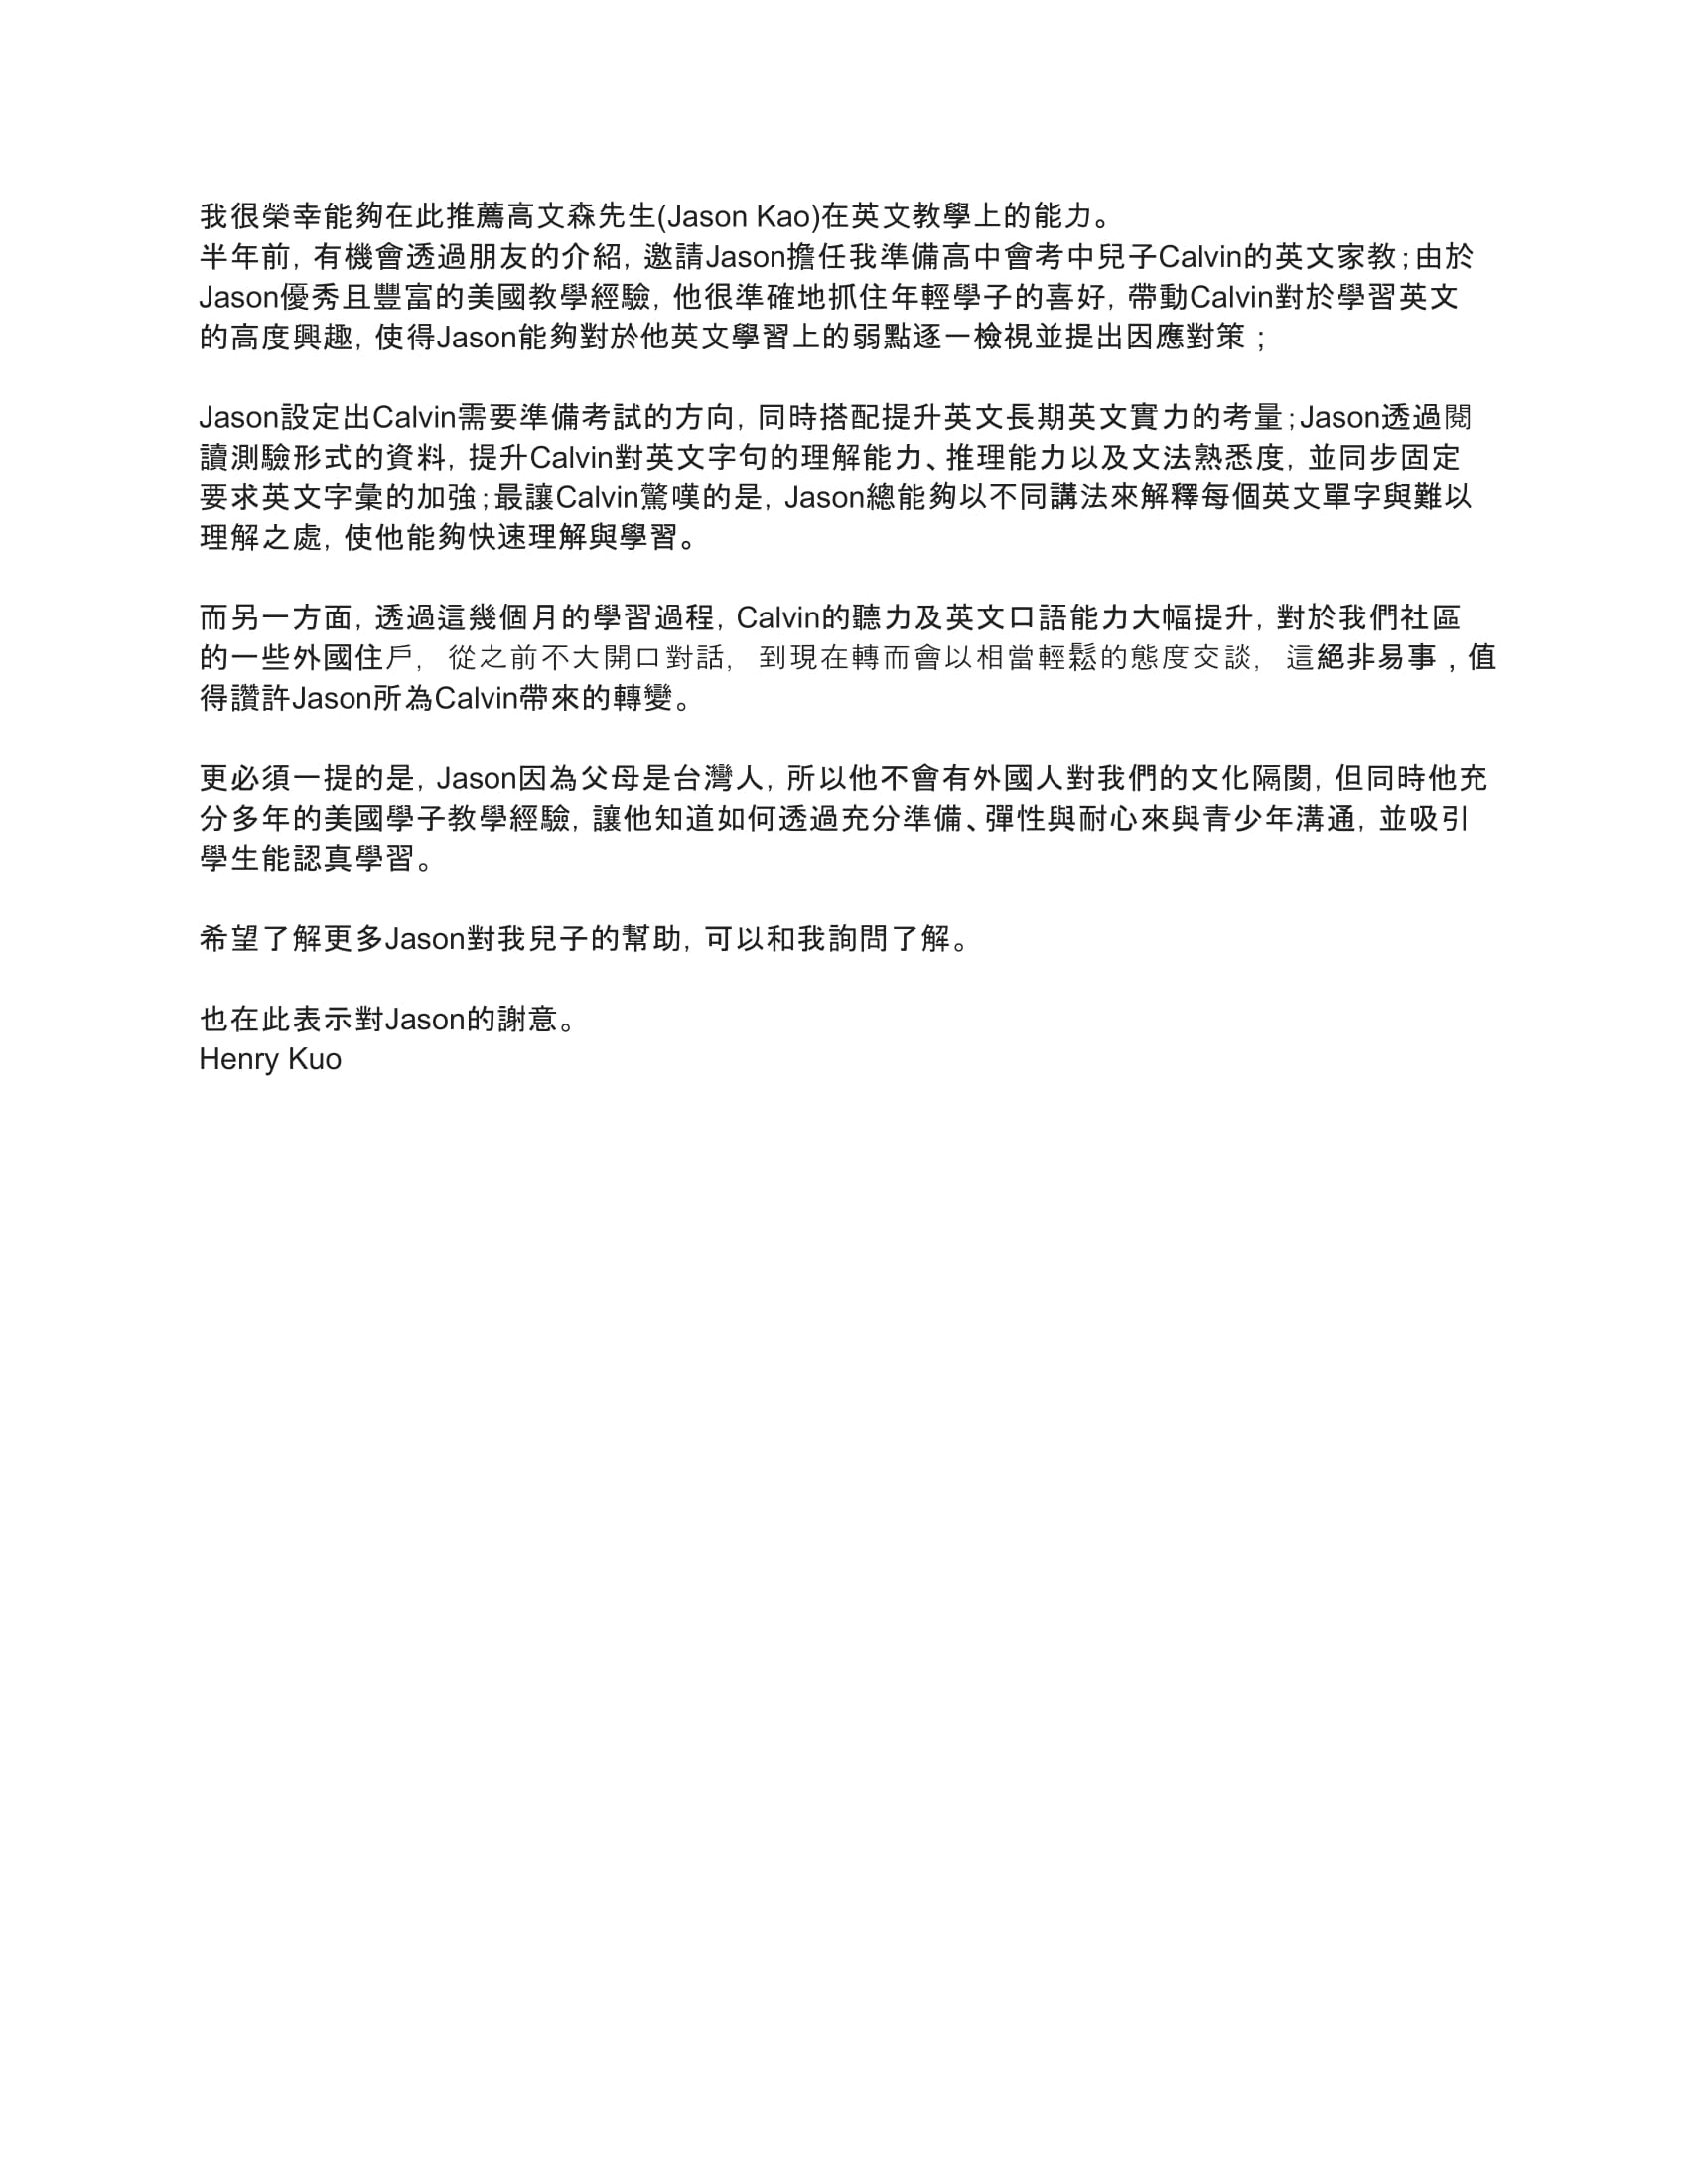 我很榮幸能夠在此推薦高文森先生(Jason Kao)在英文教學上的能力。
半年前，有機會透過朋友的介紹，邀請Jason擔任我準備高中會考中兒子Calvin的英文家教；由於
Jason優秀且豐富的美國教學經驗，他很準確地抓住年輕學子的喜好，帶動Calvin對於學習英文
的高度興趣，使得Jason能夠對於他英文學習上的弱點逐一檢視並提出因應對策；
Jason設定出Calvin需要準備考試的方向，同時搭配提升英文長期英文實力的考量；Jason透過閱
讀測驗形式的資料，提升Calvin對英文字句的理解能力、推理能力以及文法熟悉度，並同步固定
要求英文字彙的加強；最讓Calvin驚嘆的是，Jason總能夠以不同講法來解釋每個英文單字與難以
理解之處，使他能夠快速理解與學習。
而另一方面，透過這幾個月的學習過程，Calvin的聽力及英文口語能力大幅提升，對於我們社區
的一些外國住戶， 從之前不大開口對話， 到現在轉而會以相當輕鬆的態度交談， 這絕非易事，值
得讚許Jason所為Calvin帶來的轉變。
更必須一提的是，Jason因為父母是台灣人，所以他不會有外國人對我們的文化隔閡，但同時他充
分多年的美國學子教學經驗，讓他知道如何透過充分準備、彈性與耐心來與青少年溝通，並吸引
學生能認真學習。
希望了解更多Jason對我兒子的幫助，可以和我詢問了解。
也在此表示對Jason的謝意。
Henry Kuo